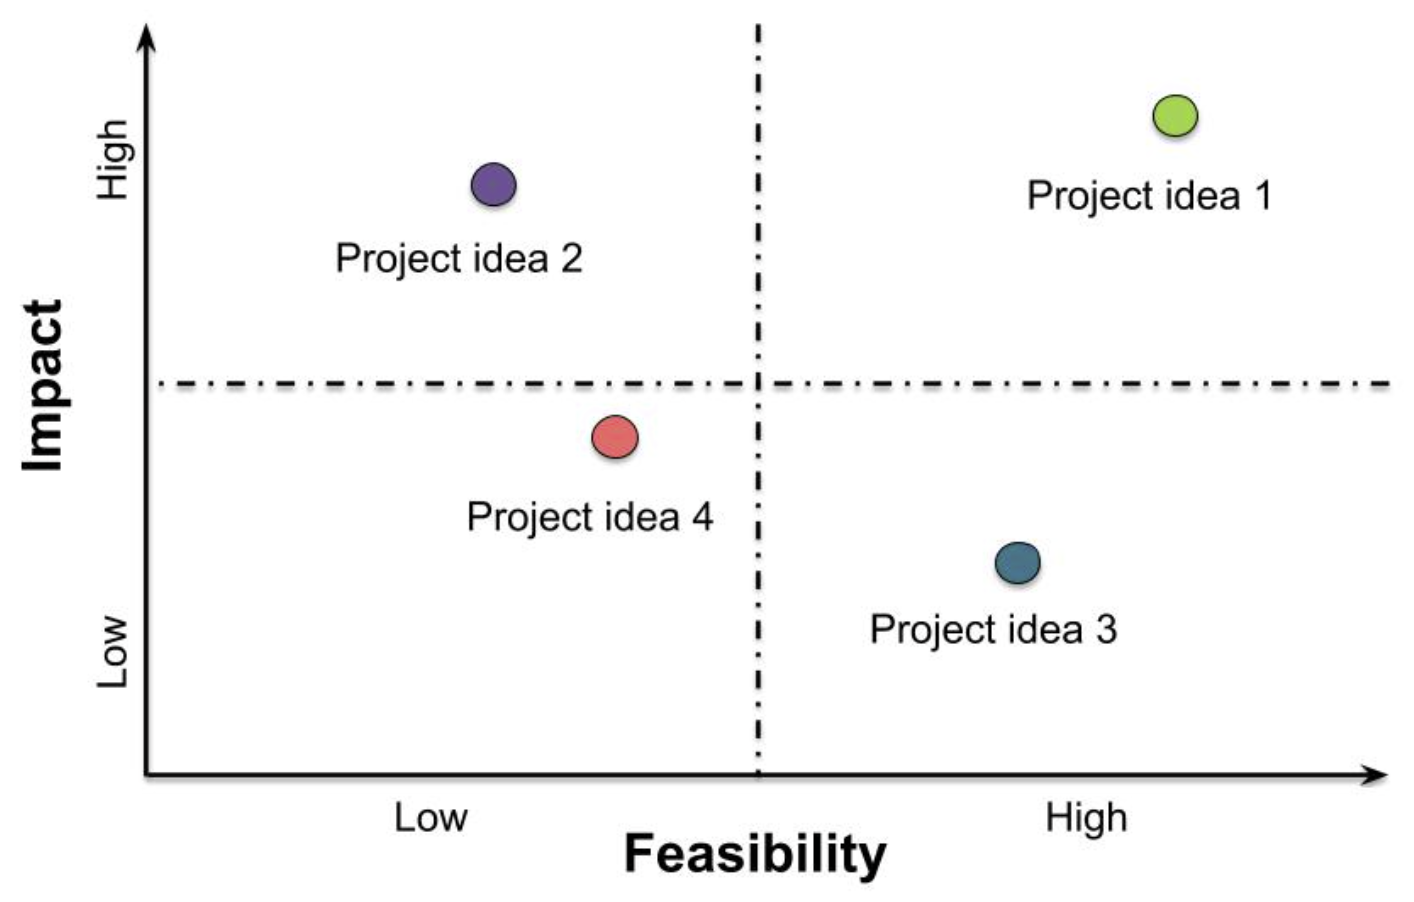 High
Project idea 1
Project idea 2
Impact
Project idea 4
Project idea 3
Low
Low
High
Feasibility